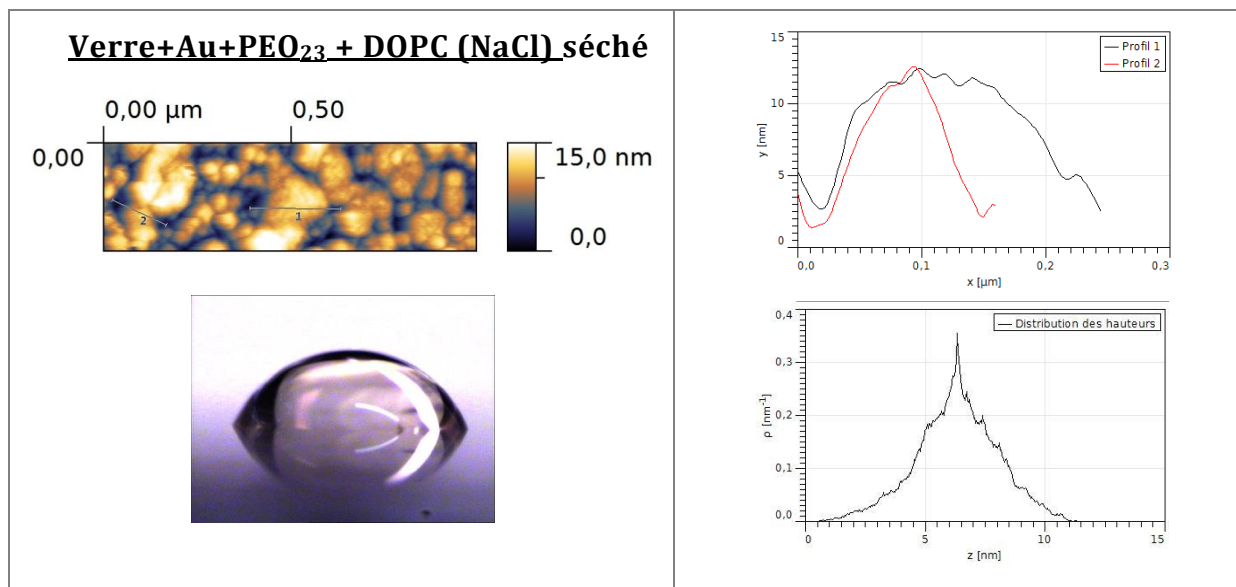 Verre+Au+PEO₂₃ + DOPC (NaCl) séché
0,00 µm 0,50
0,00
15,0 nm
0,0
1
2
15
10
5
0
y [nm]
0.0 0,1 0,2 0.3
x [µm]
Profil 1
Profil 2
0,4
0,3
0,2
0,1
0,0
ρ [nm⁻¹]
0 5 10 15
z [nm]
Distribution des hauteurs